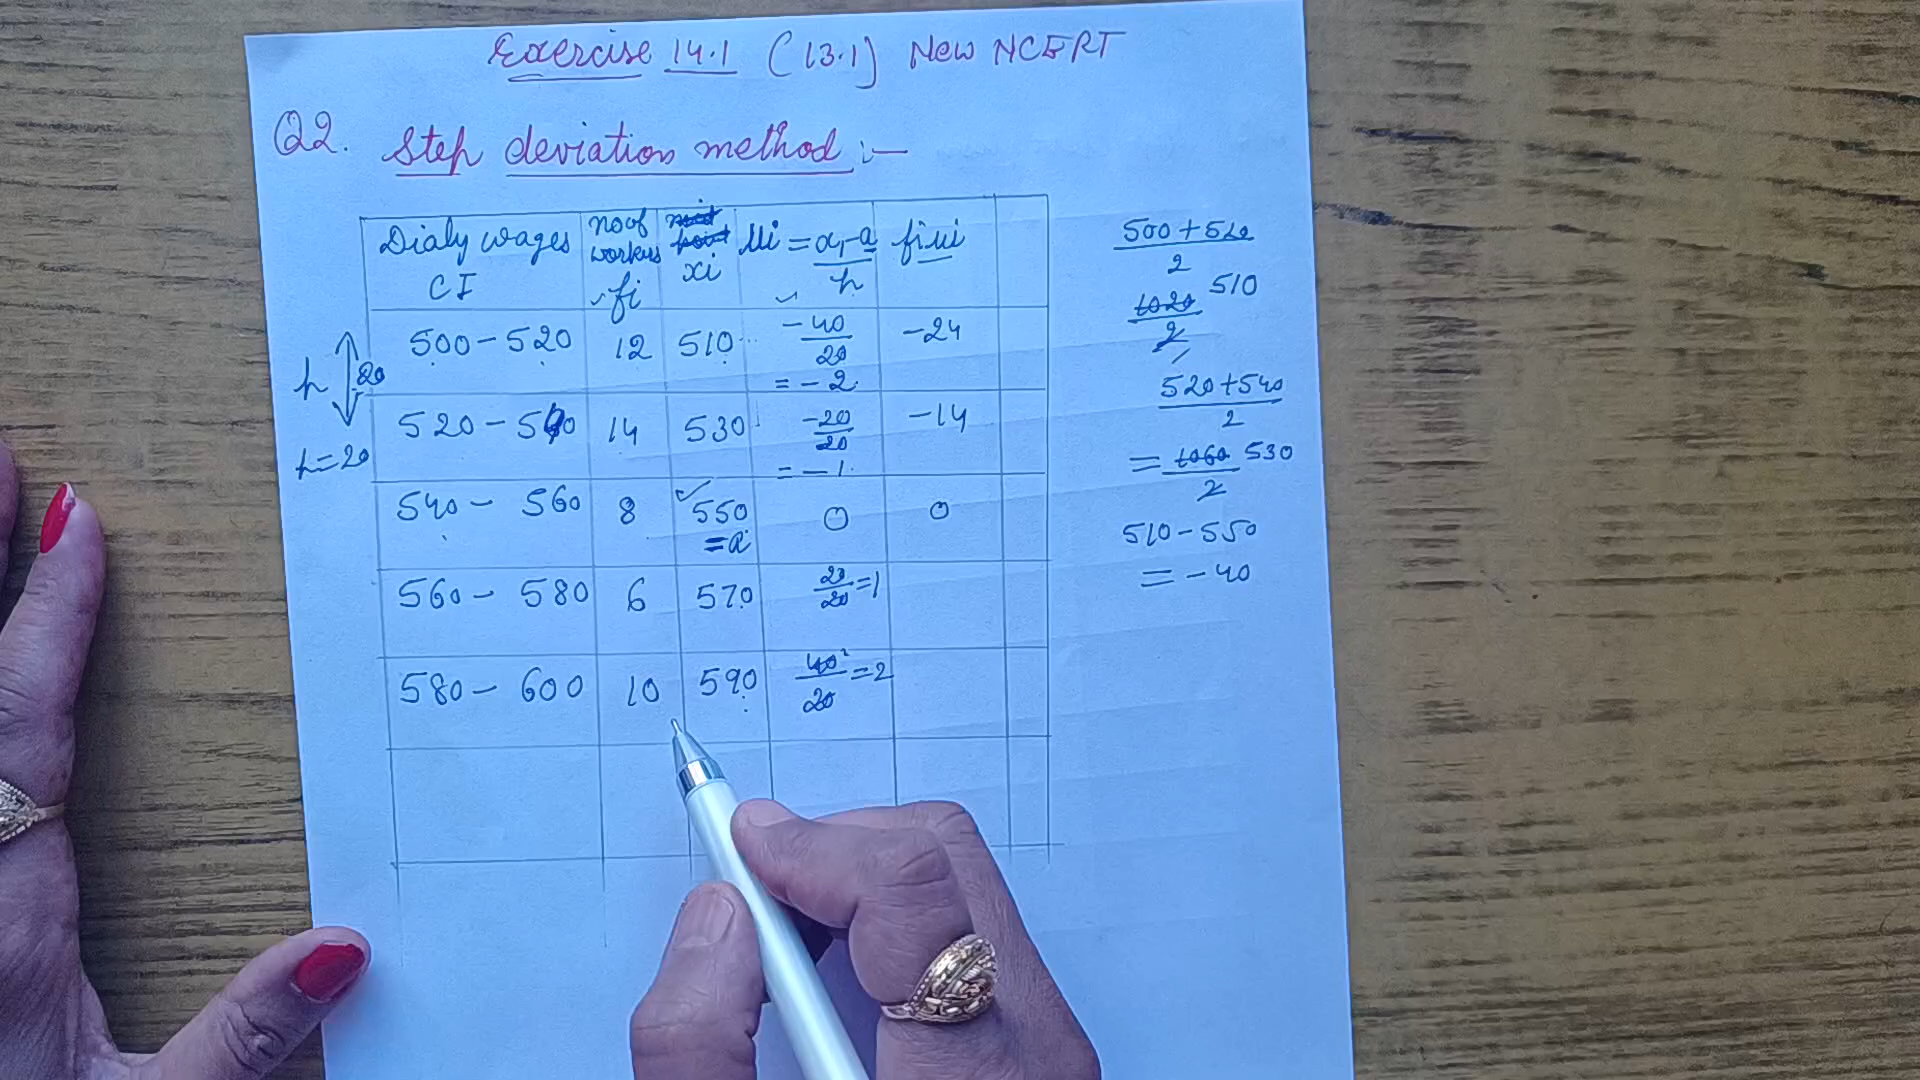 Exercise 14.1 (13.1) New NCERT
Q2. Step deviation method :-
Dialy wages CI
no of workers fi
xi
ui = xi-a/h
fiui
500-520 12 510 -40/20 = -2 -24
h 20
520-540 14 530 -20/20 = -1 -14
h=20
540-560 8 550 =a 0 0
560-580 6 570 20/20=1
580-600 10 590 40²/20=2
500+520
2
1020 510
2
520+540
2
= 1060 530
2
510-550
= -40